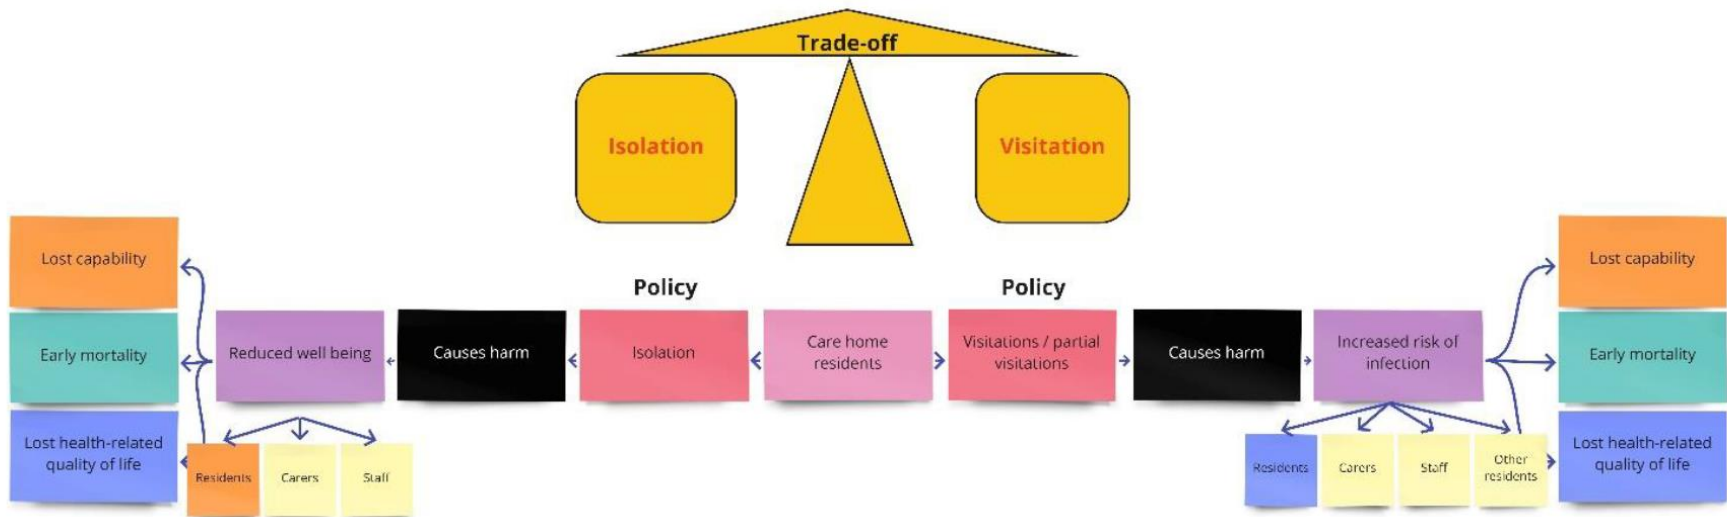 Trade-off
Isolation
Visitation
Policy
Policy
Lost capability
Early mortality
Lost health-related
quality of life
Reduced well being
Causes harm
Isolation
Care home
residents
Visitations / partial
visitations
Causes harm
Increased risk of
infection
Lost capability
Early mortality
Lost health-related
quality of life
Residents
Carers
Staff
Residents
Carers
Staff
Other
residents